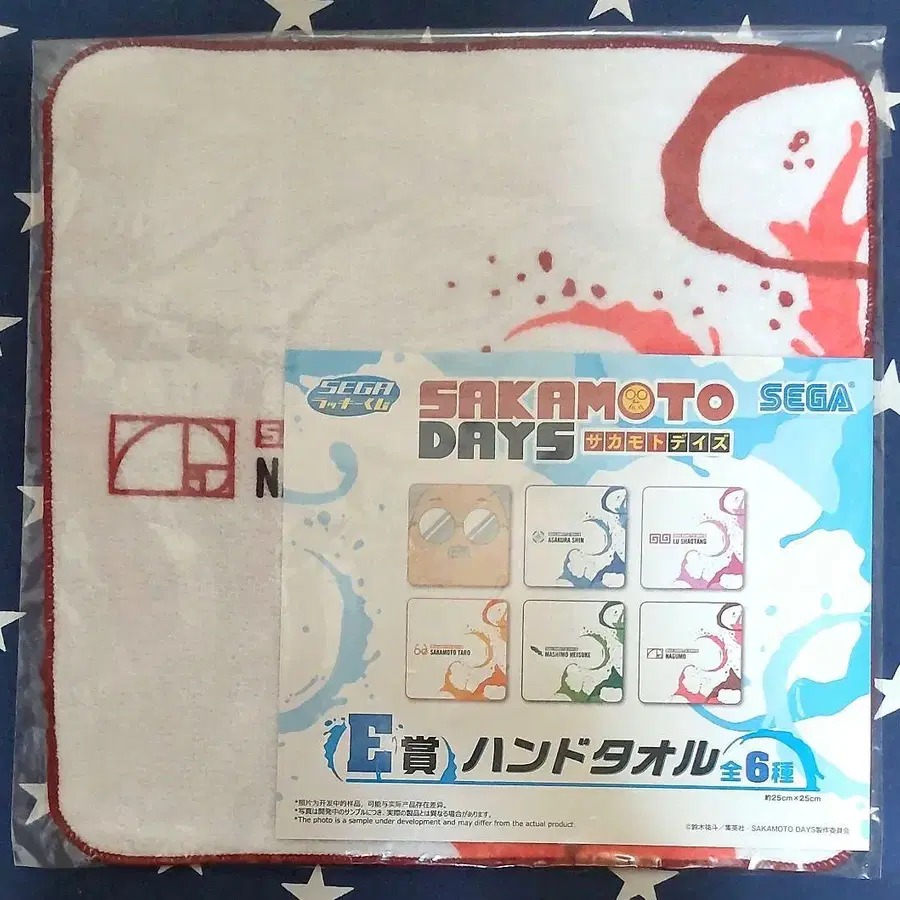 SEGA
ラッキーくじ
SAKAMOTO
DAYS
サカモトデイズ
SEGA
ASAKURA SHIN
LU SHAOTANG
SAKAMOTO TARO
MASHIMO HEISUKE
NAGUMO
E賞 ハンドタオル 全6種
約25cm×25cm
*照片为开发中的样品，可能与实际产品存在差异。
*写真は開発中のサンプルにつき、実際の製品とは異なる場合があります。
*The photo is a sample under development and may differ from the actual product.
©鈴木祐斗／集英社・SAKAMOTO DAYS製作委員会